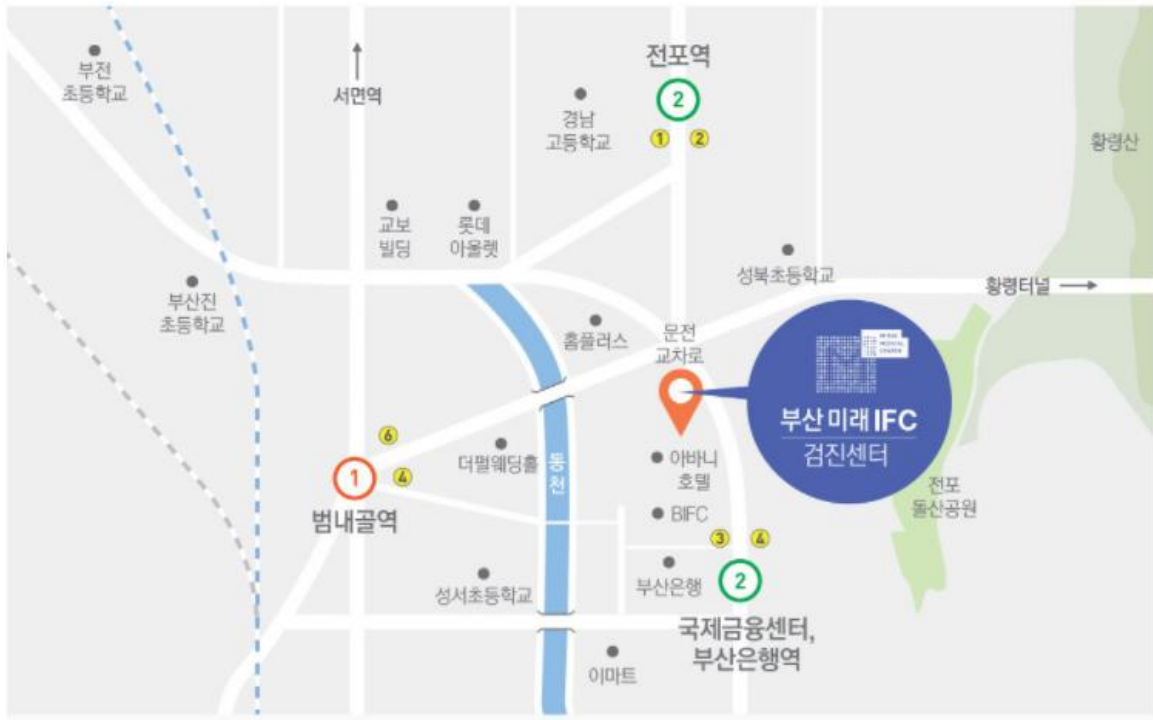 부전
초등학교
서면역
전포역
2
1
2
경남
고등학교
황령산
교보
빌딩
롯데
아울렛
성북초등학교
황령터널
부산진
초등학교
홈플러스
문전
교차로
MIRAE
MEDICAL
CENTER
부산 미래 IFC
검진센터
6
4
1
범내골역
더펄웨딩홀
동천
아바니
호텔
BIFC
전포
돌산공원
3
4
2
부산은행
성서초등학교
국제금융센터,
부산은행역
이마트